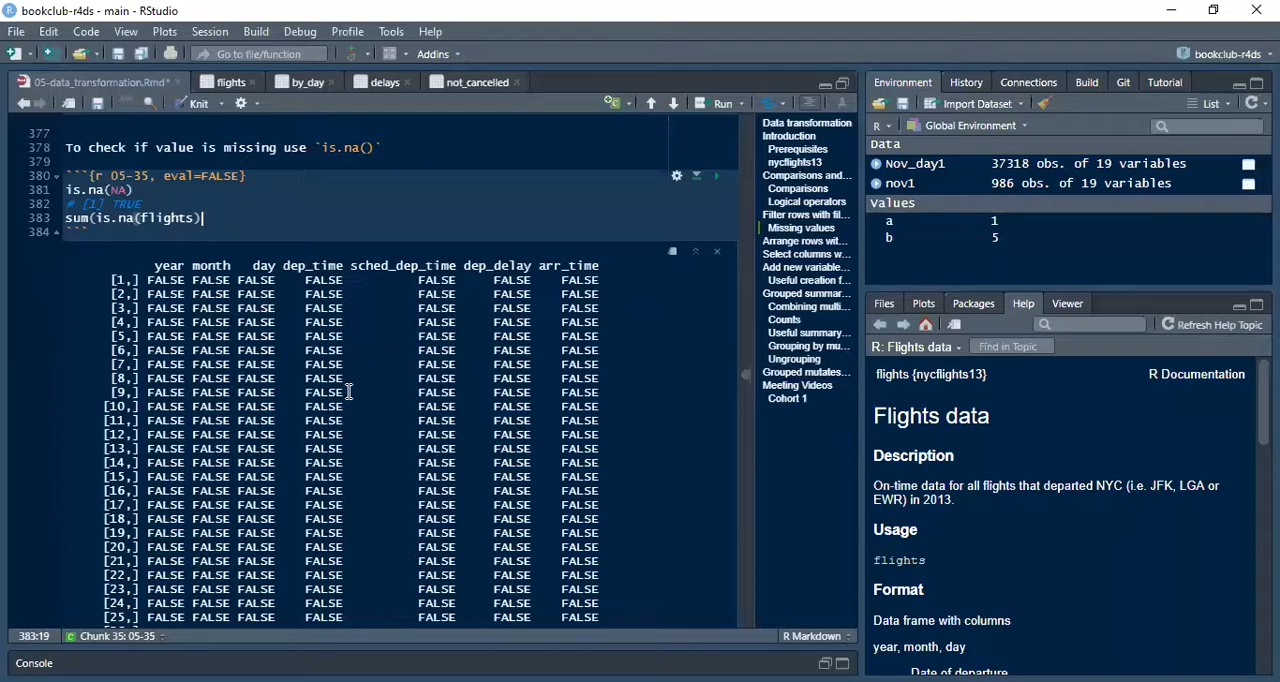 bookclub-r4ds - main - RStudio
File Edit Code View Plots Session Build Debug Profile Tools Help
Go to file/function Addins bookclub-r4ds
05-data_transformation.Rmd* flights by_day delays not_cancelled
Knit Run
377
378 To check if value is missing use `is.na()`
379
380 ```{r 05-35, eval=FALSE}
381 is.na(NA)
382 # [1] TRUE
383 sum(is.na(flights)
384 ```
year month day dep_time sched_dep_time dep_delay arr_time
[1,] FALSE FALSE FALSE FALSE FALSE FALSE FALSE
[2,] FALSE FALSE FALSE FALSE FALSE FALSE FALSE
[3,] FALSE FALSE FALSE FALSE FALSE FALSE FALSE
[4,] FALSE FALSE FALSE FALSE FALSE FALSE FALSE
[5,] FALSE FALSE FALSE FALSE FALSE FALSE FALSE
[6,] FALSE FALSE FALSE FALSE FALSE FALSE FALSE
[7,] FALSE FALSE FALSE FALSE FALSE FALSE FALSE
[8,] FALSE FALSE FALSE FALSE FALSE FALSE FALSE
[9,] FALSE FALSE FALSE FALSE FALSE FALSE FALSE
[10,] FALSE FALSE FALSE FALSE FALSE FALSE FALSE
[11,] FALSE FALSE FALSE FALSE FALSE FALSE FALSE
[12,] FALSE FALSE FALSE FALSE FALSE FALSE FALSE
[13,] FALSE FALSE FALSE FALSE FALSE FALSE FALSE
[14,] FALSE FALSE FALSE FALSE FALSE FALSE FALSE
[15,] FALSE FALSE FALSE FALSE FALSE FALSE FALSE
[16,] FALSE FALSE FALSE FALSE FALSE FALSE FALSE
[17,] FALSE FALSE FALSE FALSE FALSE FALSE FALSE
[18,] FALSE FALSE FALSE FALSE FALSE FALSE FALSE
[19,] FALSE FALSE FALSE FALSE FALSE FALSE FALSE
[20,] FALSE FALSE FALSE FALSE FALSE FALSE FALSE
[21,] FALSE FALSE FALSE FALSE FALSE FALSE FALSE
[22,] FALSE FALSE FALSE FALSE FALSE FALSE FALSE
[23,] FALSE FALSE FALSE FALSE FALSE FALSE FALSE
[24,] FALSE FALSE FALSE FALSE FALSE FALSE FALSE
[25,] FALSE FALSE FALSE FALSE FALSE FALSE FALSE
383:19 Chunk 35: 05-35 R Markdown
Console
Data transformation
Introduction
Prerequisites
nycflights13
Comparisons and...
Comparisons
Logical operators
Filter rows with fil...
Missing values
Arrange rows wit...
Select columns w...
Add new variable...
Useful creation f...
Grouped summar...
Combining multi...
Counts
Useful summary...
Grouping by mu...
Ungrouping
Grouped mutates...
Meeting Videos
Cohort 1
Environment History Connections Build Git Tutorial
Import Dataset List
R Global Environment
Data
Nov_day1 37318 obs. of 19 variables
nov1 986 obs. of 19 variables
Values
a 1
b 5
Files Plots Packages Help Viewer
Refresh Help Topic
R: Flights data Find in Topic
flights {nycflights13} R Documentation
Flights data
Description
On-time data for all flights that departed NYC (i.e. JFK, LGA or
EWR) in 2013.
Usage
flights
Format
Data frame with columns
year, month, day
Date of departure